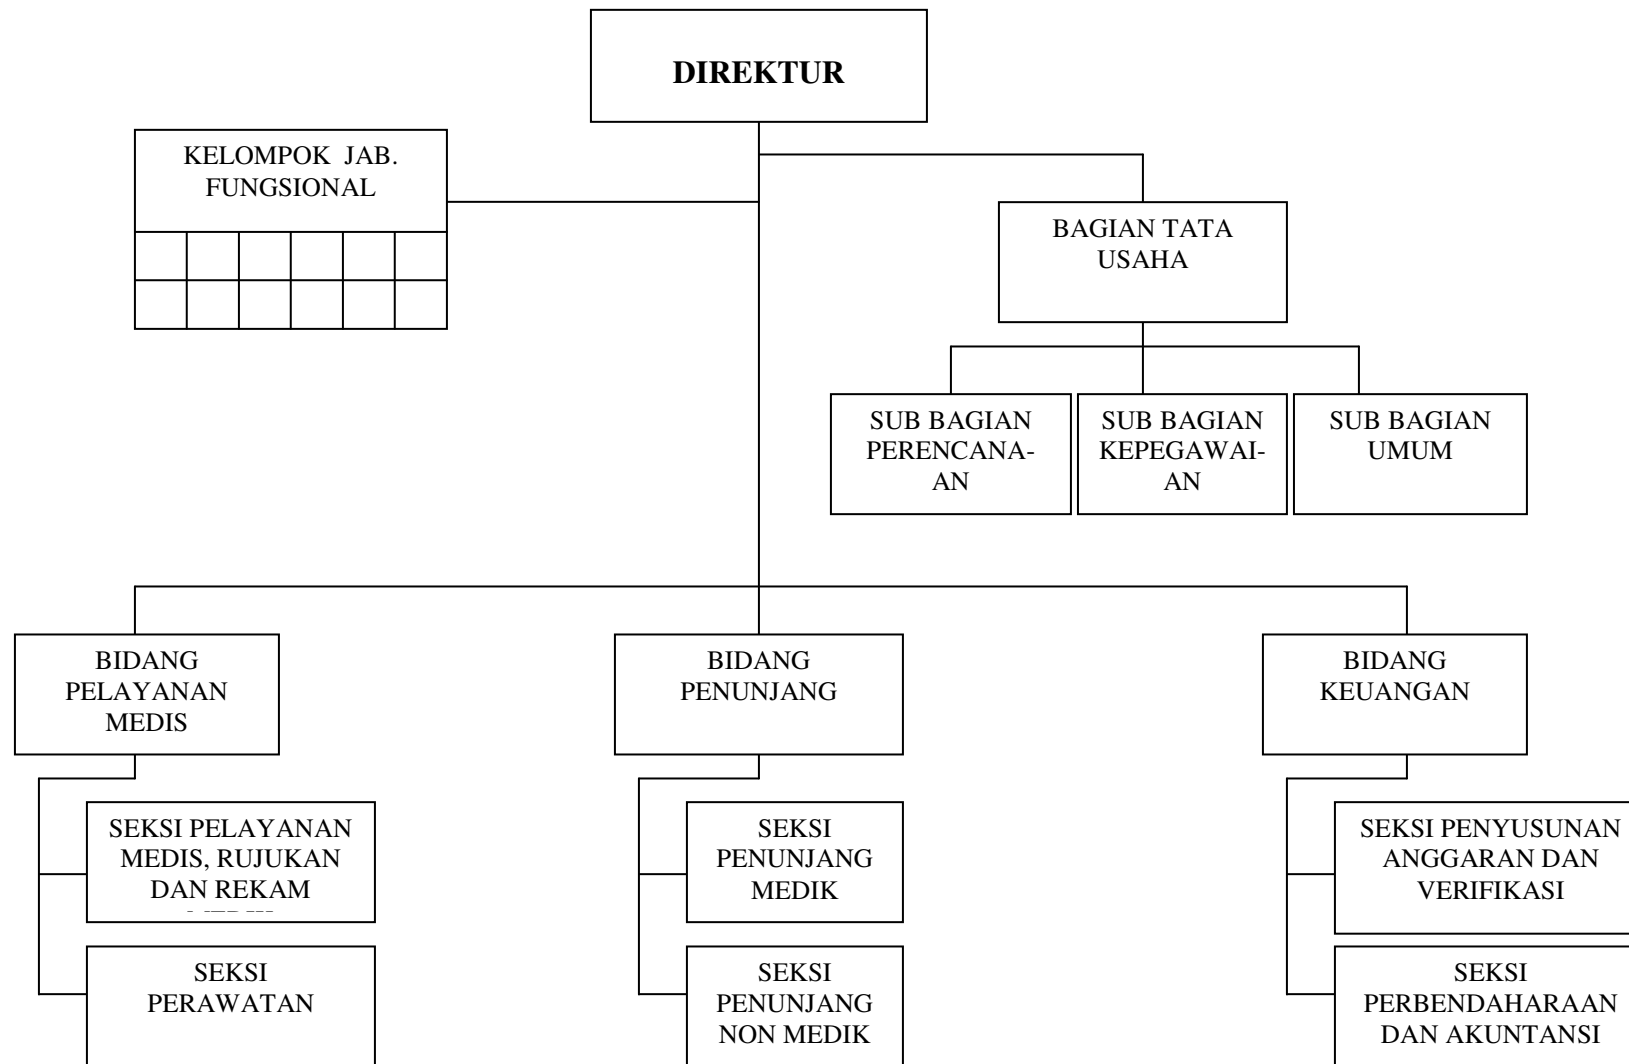 DIREKTUR
KELOMPOK JAB.
FUNGSIONAL
BAGIAN TATA
USAHA
SUB BAGIAN
PERENCANA-
AN
SUB BAGIAN
KEPEGAWAI-
AN
SUB BAGIAN
UMUM
BIDANG
PELAYANAN
MEDIS
BIDANG
PENUNJANG
BIDANG
KEUANGAN
SEKSI PELAYANAN
MEDIS, RUJUKAN
DAN REKAM
SEKSI
PERAWATAN
SEKSI
PENUNJANG
MEDIK
SEKSI
PENUNJANG
NON MEDIK
SEKSI PENYUSUNAN
ANGGARAN DAN
VERIFIKASI
SEKSI
PERBENDAHARAAN
DAN AKUNTANSI